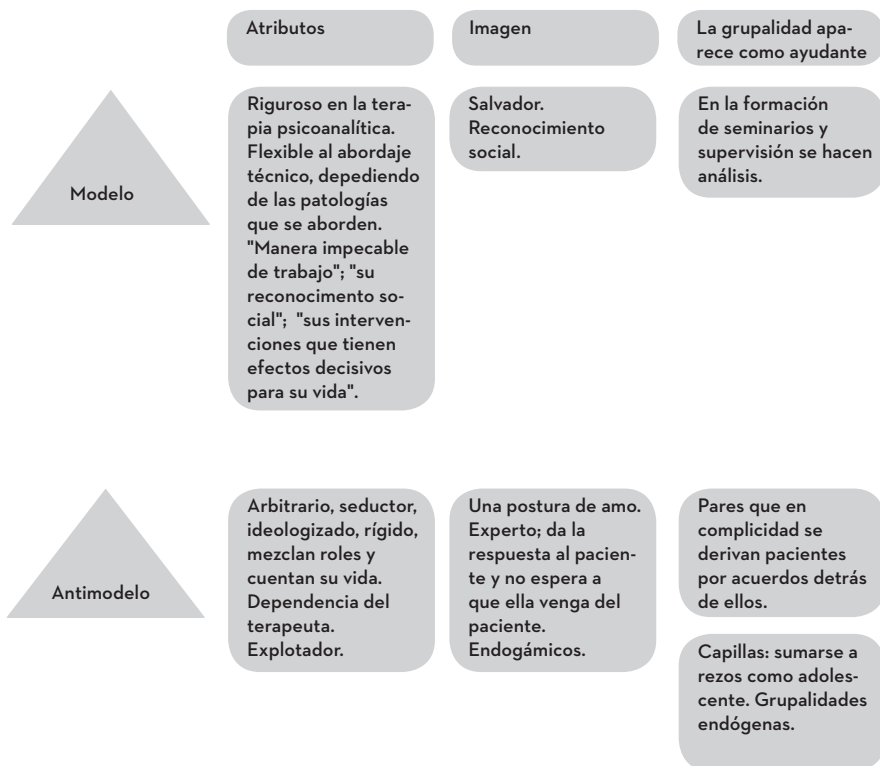 Atributos
Imagen
La grupalidad apa-
rece como ayudante
Modelo
Riguroso en la tera-
pia psicoanalítica.
Flexible al abordaje
técnico, depediendo
de las patologías
que se aborden.
"Manera impecable
de trabajo"; "su
reconocimento so-
cial";  "sus interven-
ciones que tienen
efectos decisivos
para su vida".
Salvador.
Reconocimiento
social.
En la formación
de seminarios y
supervisión se hacen
análisis.
Antimodelo
Arbitrario, seductor,
ideologizado, rígido,
mezclan roles y
cuentan su vida.
Dependencia del
terapeuta.
Explotador.
Una postura de amo.
Experto; da la
respuesta al pacien-
te y no espera a
que ella venga del
paciente.
Endogámicos.
Pares que en
complicidad se
derivan pacientes
por acuerdos detrás
de ellos.
Capillas: sumarse a
rezos como adoles-
cente. Grupalidades
endógenas.